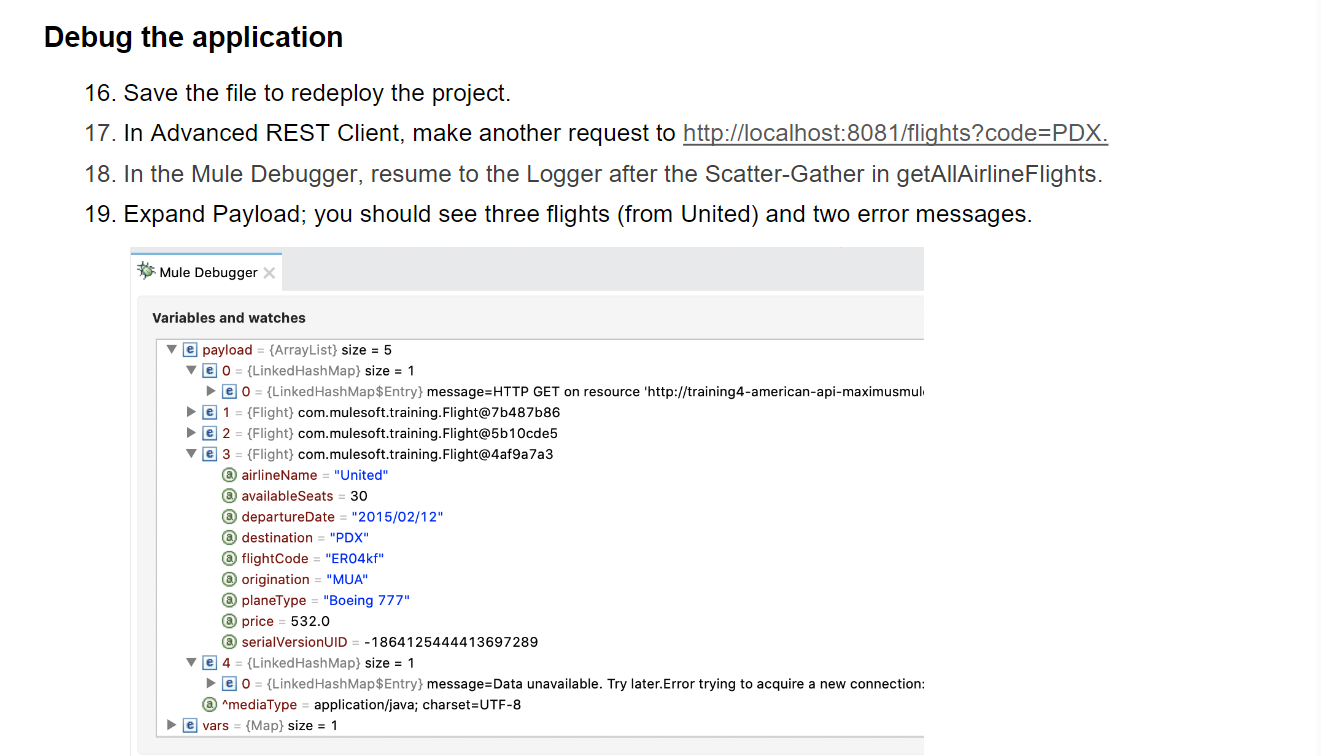 Debug the application
16. Save the file to redeploy the project.
17. In Advanced REST Client, make another request to http://localhost:8081/flights?code=PDX.
18. In the Mule Debugger, resume to the Logger after the Scatter-Gather in getAllAirlineFlights.
19. Expand Payload; you should see three flights (from United) and two error messages.
Mule Debugger
Variables and watches
e payload = {ArrayList} size = 5
e 0 = {LinkedHashMap} size = 1
e 0 = {LinkedHashMap$Entry} message=HTTP GET on resource 'http://training4-american-api-maximusmul
e 1 = {Flight} com.mulesoft.training.Flight@7b487b86
e 2 = {Flight} com.mulesoft.training.Flight@5b10cde5
e 3 = {Flight} com.mulesoft.training.Flight@4af9a7a3
a airlineName = "United"
a availableSeats = 30
a departureDate = "2015/02/12"
a destination = "PDX"
a flightCode = "ER04kf"
a origination = "MUA"
a planeType = "Boeing 777"
a price = 532.0
a serialVersionUID = -1864125444413697289
e 4 = {LinkedHashMap} size = 1
e 0 = {LinkedHashMap$Entry} message=Data unavailable. Try later.Error trying to acquire a new connection:
a ^mediaType = application/java; charset=UTF-8
e vars = {Map} size = 1